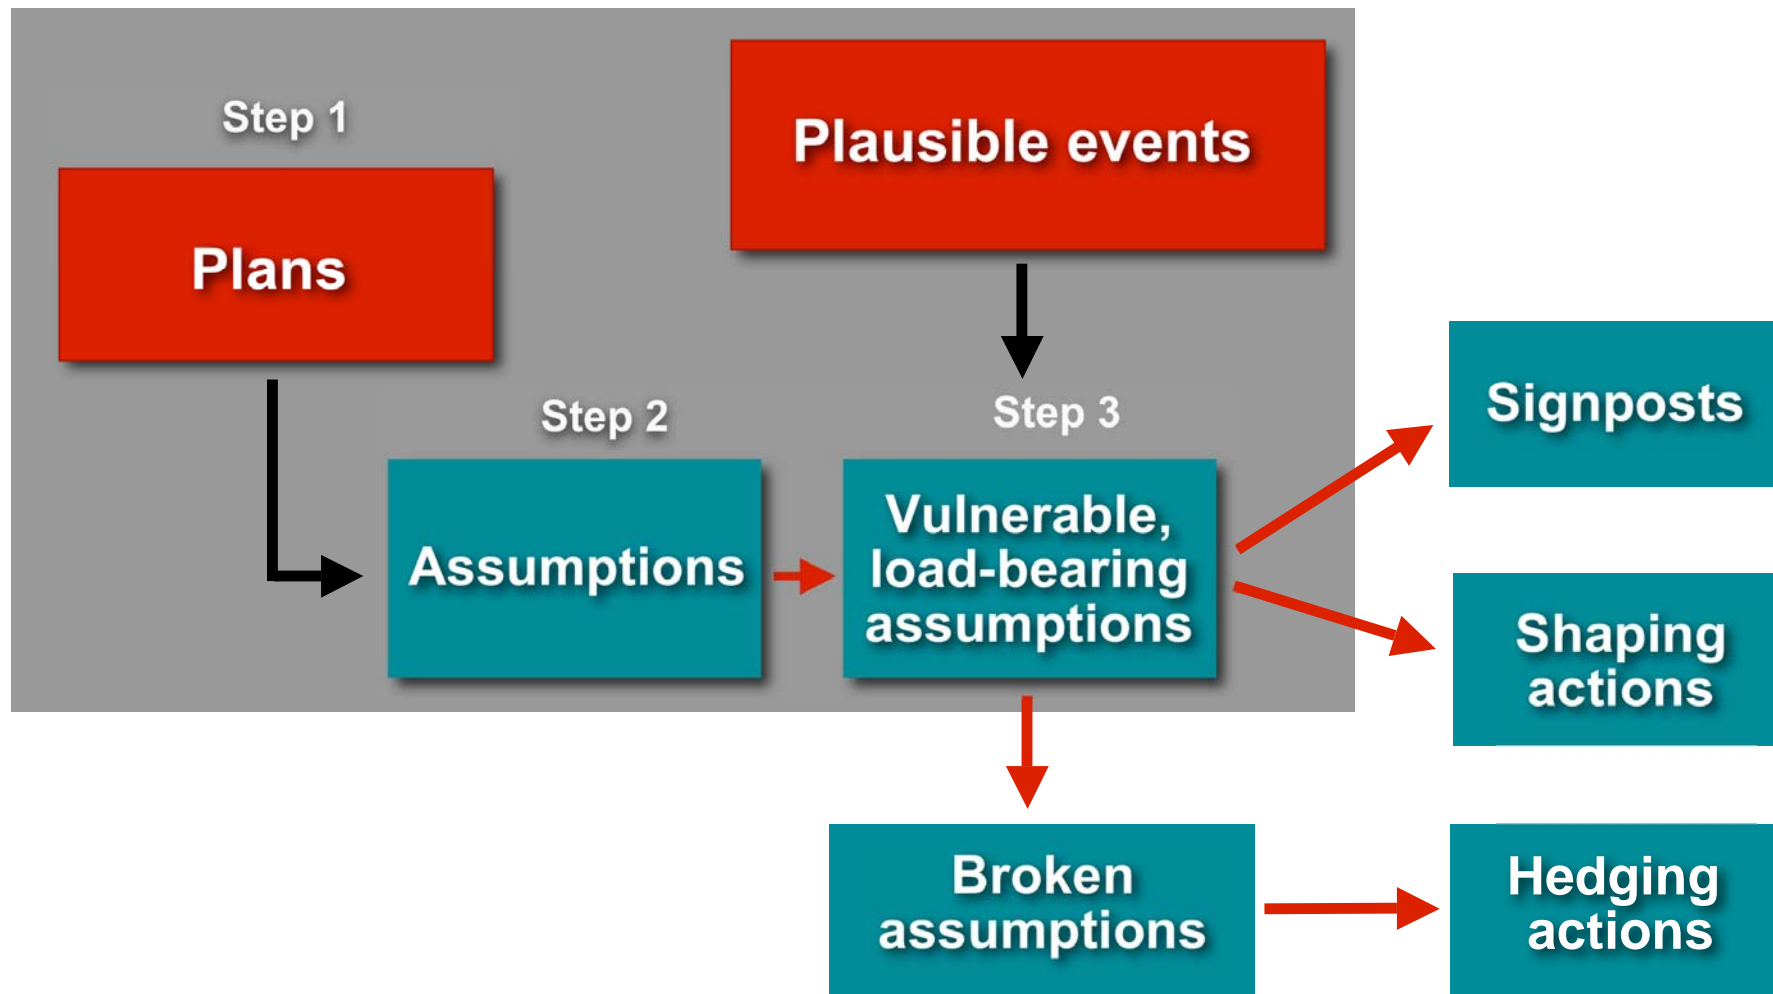 Step 1
Plans
Plausible events
Step 2
Assumptions
Step 3
Vulnerable,
load-bearing
assumptions
Signposts
Shaping
actions
Broken
assumptions
Hedging
actions